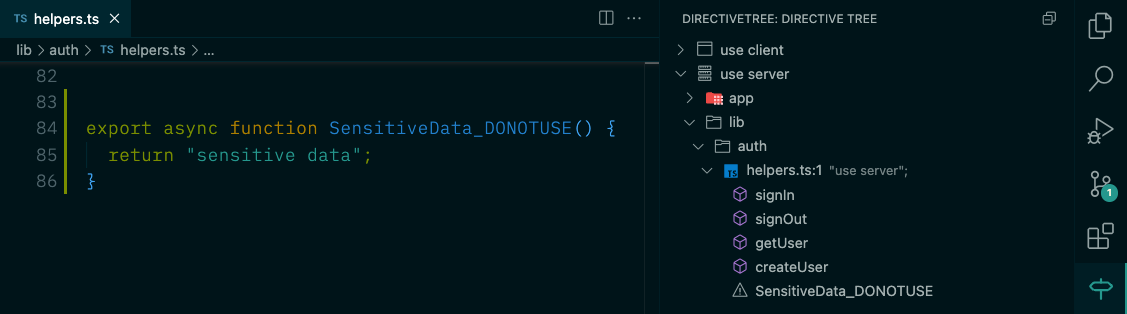 TS helpers.ts
lib > auth > TS helpers.ts > ...
82
83
84 export async function SensitiveData_DONOTUSE() {
85 return "sensitive data";
86 }
DIRECTIVETREE: DIRECTIVE TREE
use client
use server
app
lib
auth
TS helpers.ts:1 "use server";
signIn
signOut
getUser
createUser
SensitiveData_DONOTUSE
1